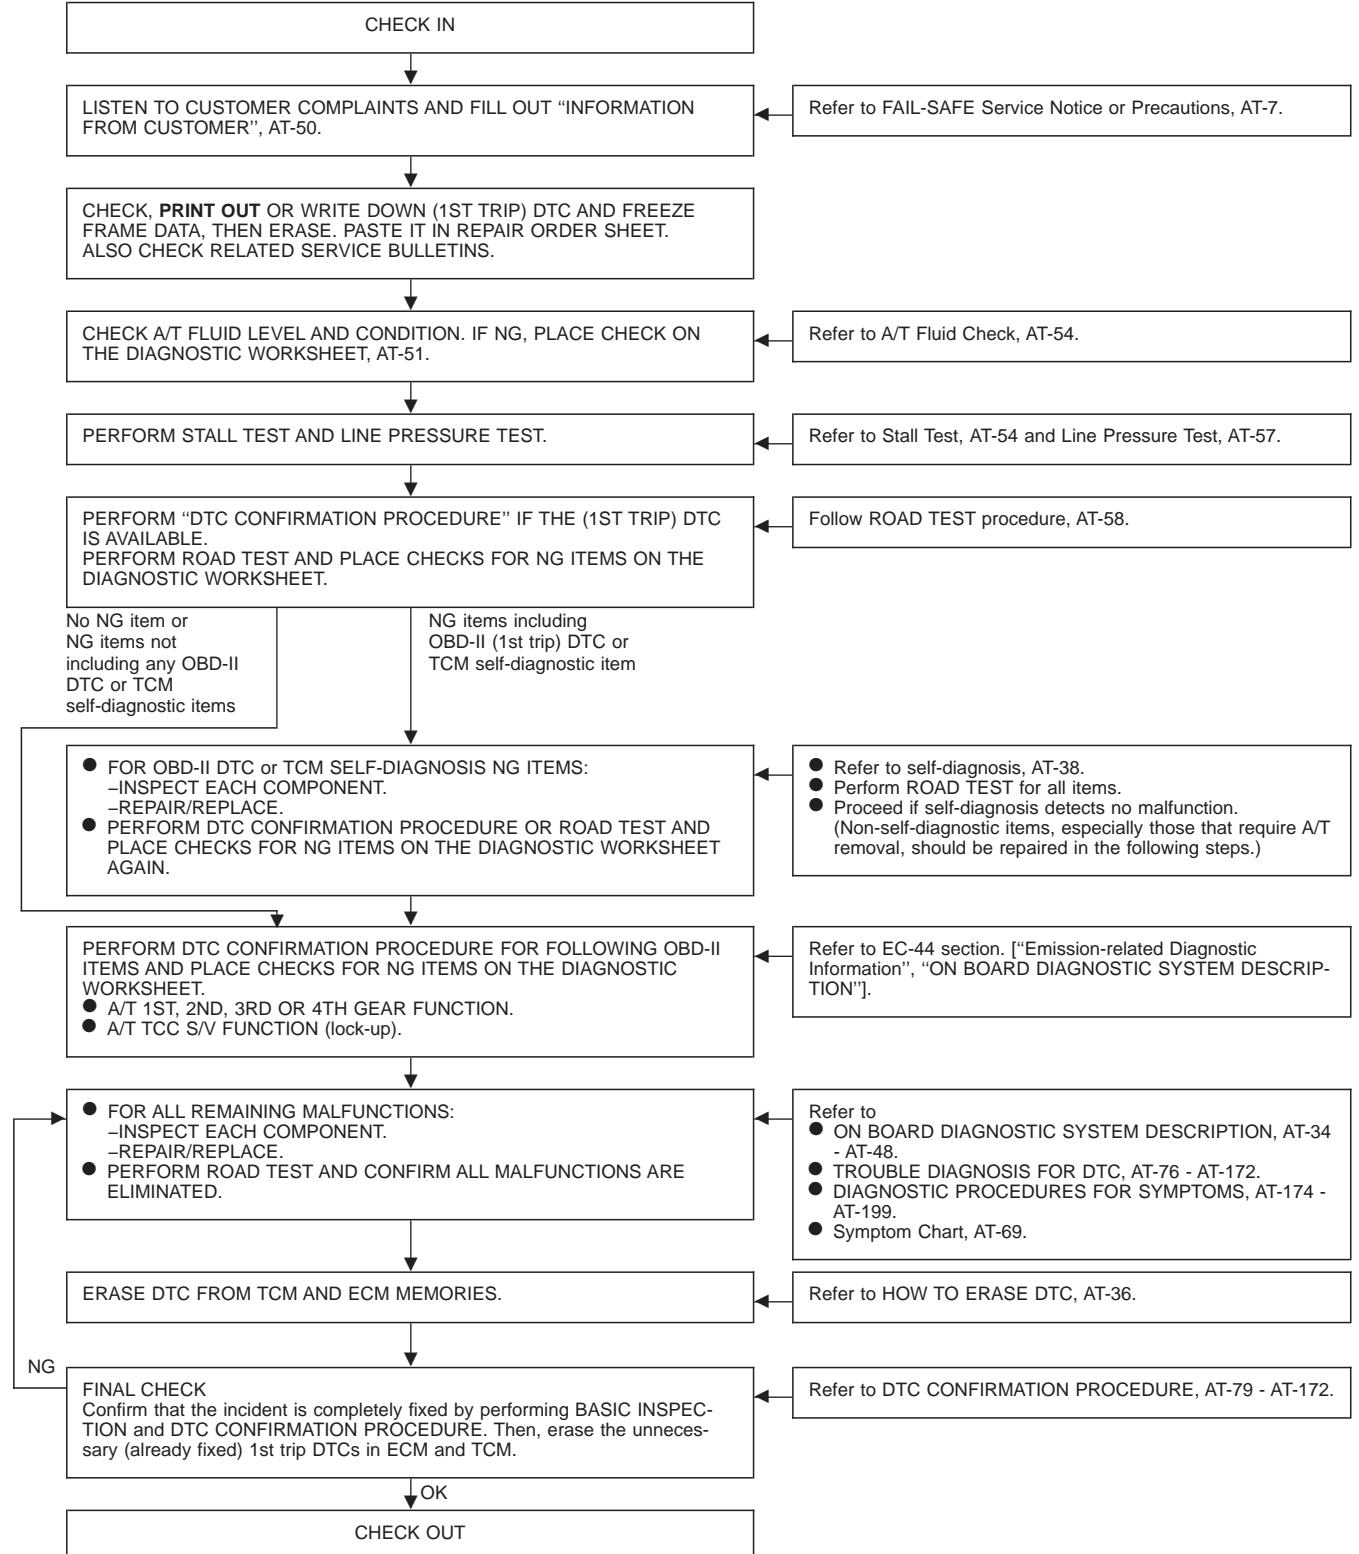 CHECK IN
LISTEN TO CUSTOMER COMPLAINTS AND FILL OUT “INFORMATION
FROM CUSTOMER’’, AT-50.
Refer to FAIL-SAFE Service Notice or Precautions, AT-7.
CHECK, PRINT OUT OR WRITE DOWN (1ST TRIP) DTC AND FREEZE
FRAME DATA, THEN ERASE. PASTE IT IN REPAIR ORDER SHEET.
ALSO CHECK RELATED SERVICE BULLETINS.
CHECK A/T FLUID LEVEL AND CONDITION. IF NG, PLACE CHECK ON
THE DIAGNOSTIC WORKSHEET, AT-51.
Refer to A/T Fluid Check, AT-54.
PERFORM STALL TEST AND LINE PRESSURE TEST.
Refer to Stall Test, AT-54 and Line Pressure Test, AT-57.
PERFORM “DTC CONFIRMATION PROCEDURE’’ IF THE (1ST TRIP) DTC
IS AVAILABLE.
PERFORM ROAD TEST AND PLACE CHECKS FOR NG ITEMS ON THE
DIAGNOSTIC WORKSHEET.
Follow ROAD TEST procedure, AT-58.
No NG item or
NG items not
including any OBD-II
DTC or TCM
self-diagnostic items
NG items including
OBD-II (1st trip) DTC or
TCM self-diagnostic item
● FOR OBD-II DTC or TCM SELF-DIAGNOSIS NG ITEMS:
–INSPECT EACH COMPONENT.
–REPAIR/REPLACE.
● PERFORM DTC CONFIRMATION PROCEDURE OR ROAD TEST AND
PLACE CHECKS FOR NG ITEMS ON THE DIAGNOSTIC WORKSHEET
AGAIN.
● Refer to self-diagnosis, AT-38.
● Perform ROAD TEST for all items.
● Proceed if self-diagnosis detects no malfunction.
(Non-self-diagnostic items, especially those that require A/T
removal, should be repaired in the following steps.)
PERFORM DTC CONFIRMATION PROCEDURE FOR FOLLOWING OBD-II
ITEMS AND PLACE CHECKS FOR NG ITEMS ON THE DIAGNOSTIC
WORKSHEET.
● A/T 1ST, 2ND, 3RD OR 4TH GEAR FUNCTION.
● A/T TCC S/V FUNCTION (lock-up).
Refer to EC-44 section. [“Emission-related Diagnostic
Information’’, “ON BOARD DIAGNOSTIC SYSTEM DESCRIP-
TION’’].
● FOR ALL REMAINING MALFUNCTIONS:
–INSPECT EACH COMPONENT.
–REPAIR/REPLACE.
● PERFORM ROAD TEST AND CONFIRM ALL MALFUNCTIONS ARE
ELIMINATED.
Refer to
● ON BOARD DIAGNOSTIC SYSTEM DESCRIPTION, AT-34
- AT-48.
● TROUBLE DIAGNOSIS FOR DTC, AT-76 - AT-172.
● DIAGNOSTIC PROCEDURES FOR SYMPTOMS, AT-174 -
AT-199.
● Symptom Chart, AT-69.
ERASE DTC FROM TCM AND ECM MEMORIES.
Refer to HOW TO ERASE DTC, AT-36.
NG
FINAL CHECK
Confirm that the incident is completely fixed by performing BASIC INSPEC-
TION and DTC CONFIRMATION PROCEDURE. Then, erase the unneces-
sary (already fixed) 1st trip DTCs in ECM and TCM.
Refer to DTC CONFIRMATION PROCEDURE, AT-79 - AT-172.
OK
CHECK OUT